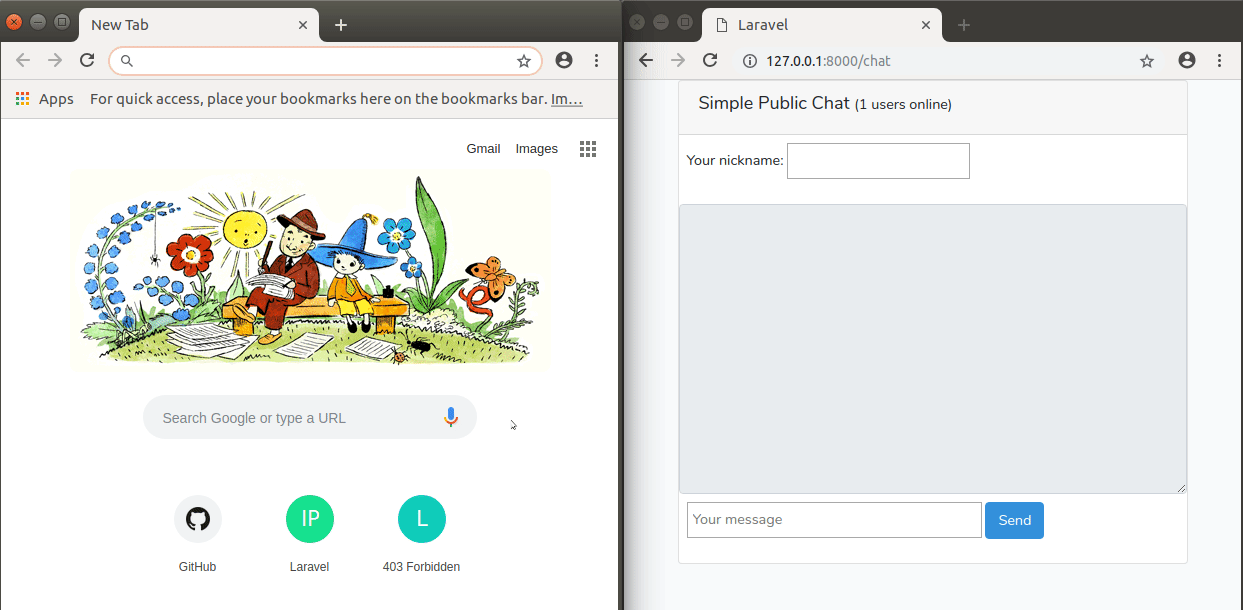 New Tab
Apps For quick access, place your bookmarks here on the bookmarks bar. Im…
Gmail Images
Search Google or type a URL
IP
L
GitHub
Laravel
403 Forbidden
Laravel
127.0.0.1:8000/chat
Simple Public Chat (1 users online)
Your nickname:
Your message
Send